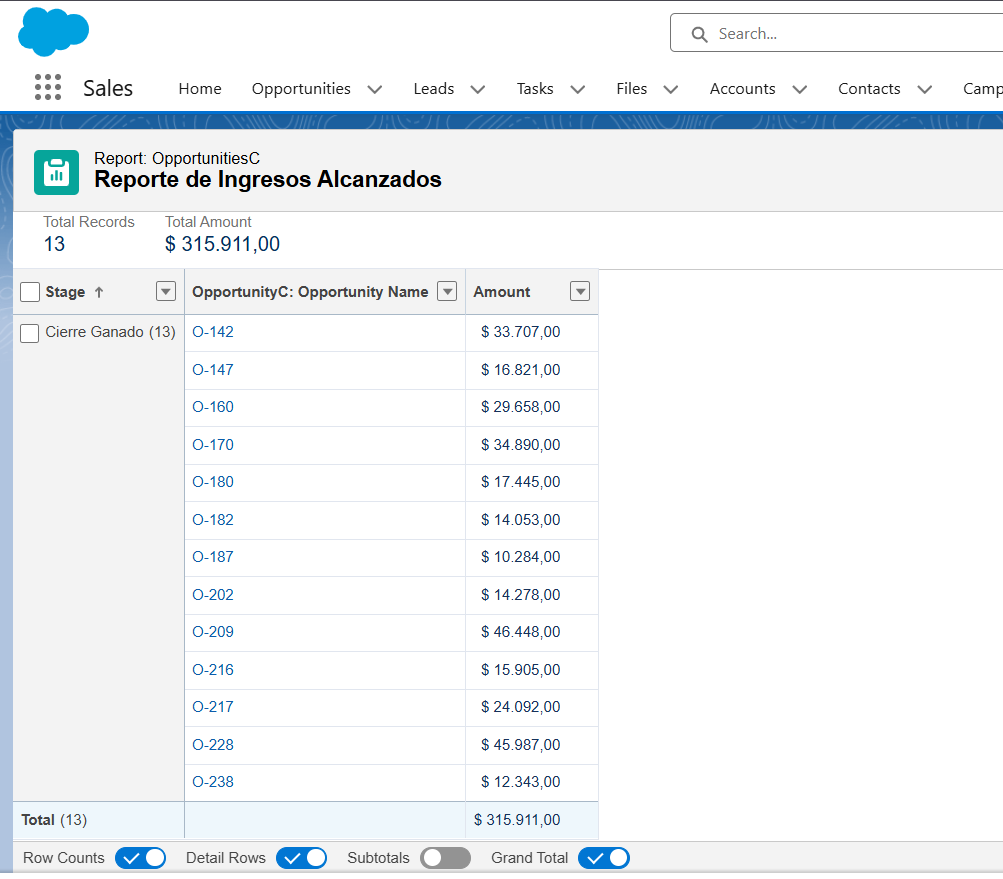 Search...
Sales Home Opportunities Leads Tasks Files Accounts Contacts Camp
Report: OpportunitiesC
Reporte de Ingresos Alcanzados
Total Records Total Amount
13 $ 315.911,00
Stage ↑ OpportunityC: Opportunity Name Amount
Cierre Ganado (13) O-142 $ 33.707,00
O-147 $ 16.821,00
O-160 $ 29.658,00
O-170 $ 34.890,00
O-180 $ 17.445,00
O-182 $ 14.053,00
O-187 $ 10.284,00
O-202 $ 14.278,00
O-209 $ 46.448,00
O-216 $ 15.905,00
O-217 $ 24.092,00
O-228 $ 45.987,00
O-238 $ 12.343,00
Total (13) $ 315.911,00
Row Counts Detail Rows Subtotals Grand Total